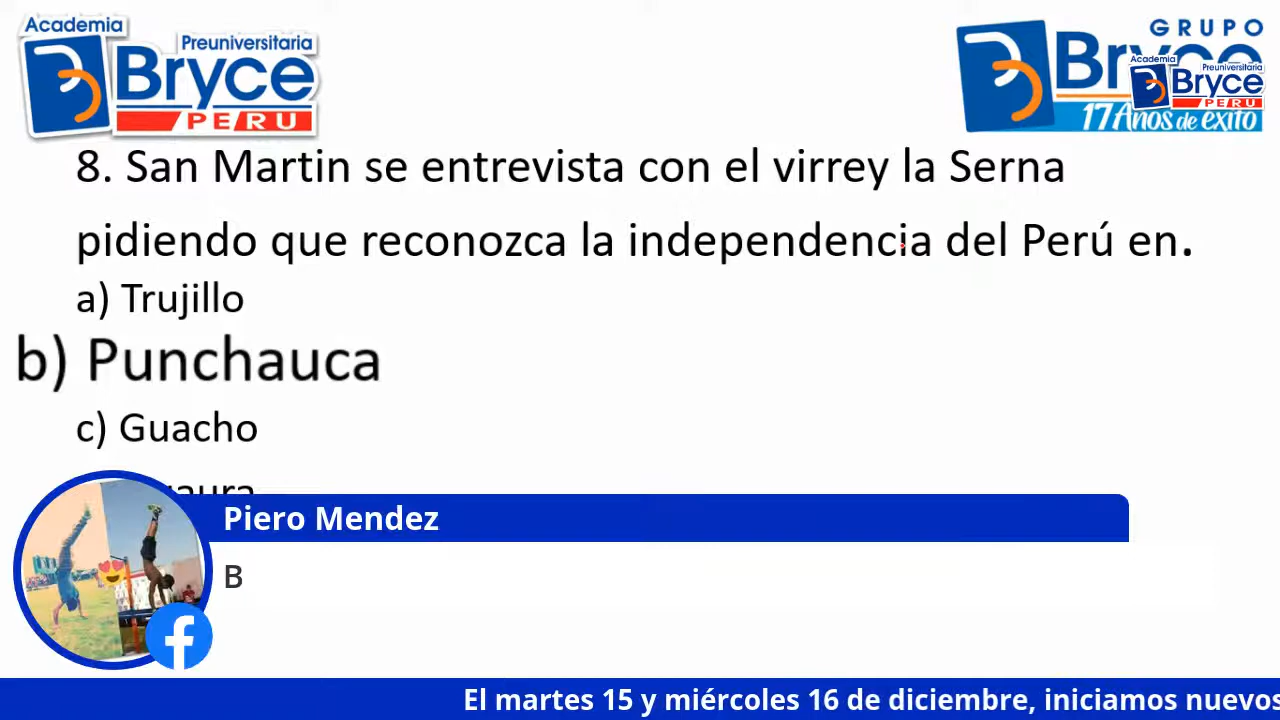 Academia
Preuniversitaria
Bryce
PERU
GRUPO
Bryce
Academia
Preuniversitaria
Bryce
PERU
17 Años de éxito
8. San Martin se entrevista con el virrey la Serna
pidiendo que reconozca la independencia del Perú en.
a) Trujillo
b) Punchauca
c) Guacho
Piero Mendez
B
El martes 15 y miércoles 16 de diciembre, iniciamos nuevos